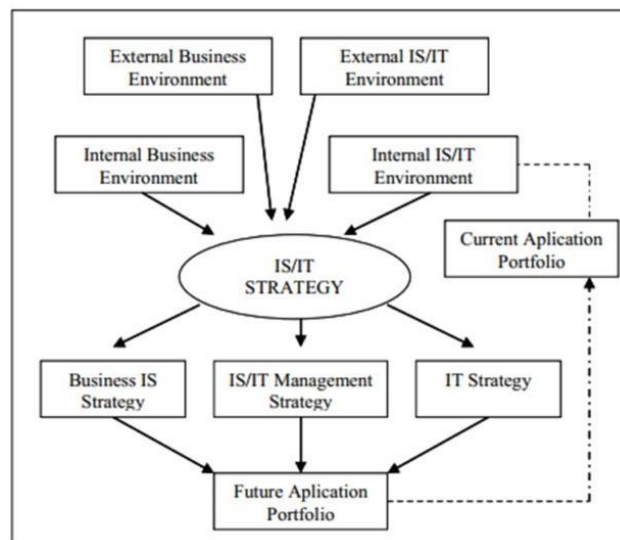 External Business
Environment
External IS/IT
Environment
Internal Business
Environment
Internal IS/IT
Environment
Current Aplication
Portfolio
IS/IT
STRATEGY
Business IS
Strategy
IS/IT Management
Strategy
IT Strategy
Future Aplication
Portfolio